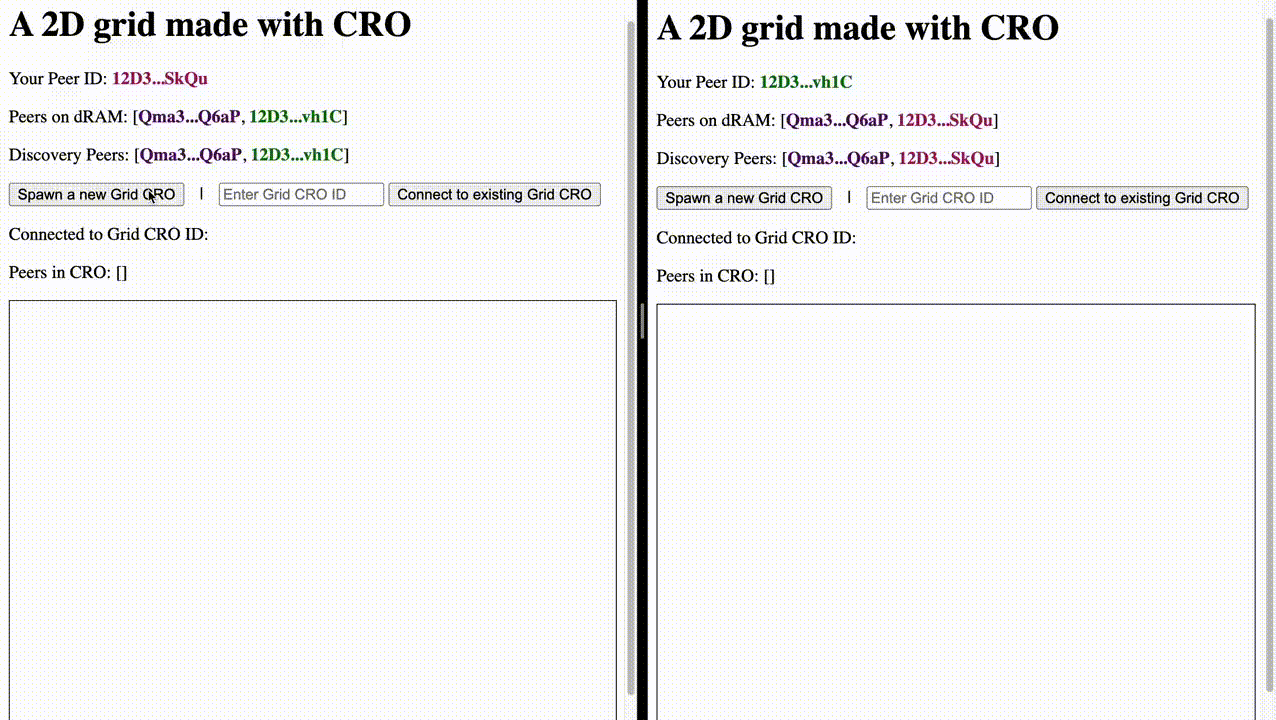 A 2D grid made with CRO
Your Peer ID: 12D3...SkQu
Peers on dRAM: [Qma3...Q6aP, 12D3...vh1C]
Discovery Peers: [Qma3...Q6aP, 12D3...vh1C]
Spawn a new Grid CRO | Enter Grid CRO ID Connect to existing Grid CRO
Connected to Grid CRO ID:
Peers in CRO: []
A 2D grid made with CRO
Your Peer ID: 12D3...vh1C
Peers on dRAM: [Qma3...Q6aP, 12D3...SkQu]
Discovery Peers: [Qma3...Q6aP, 12D3...SkQu]
Spawn a new Grid CRO | Enter Grid CRO ID Connect to existing Grid CRO
Connected to Grid CRO ID:
Peers in CRO: []